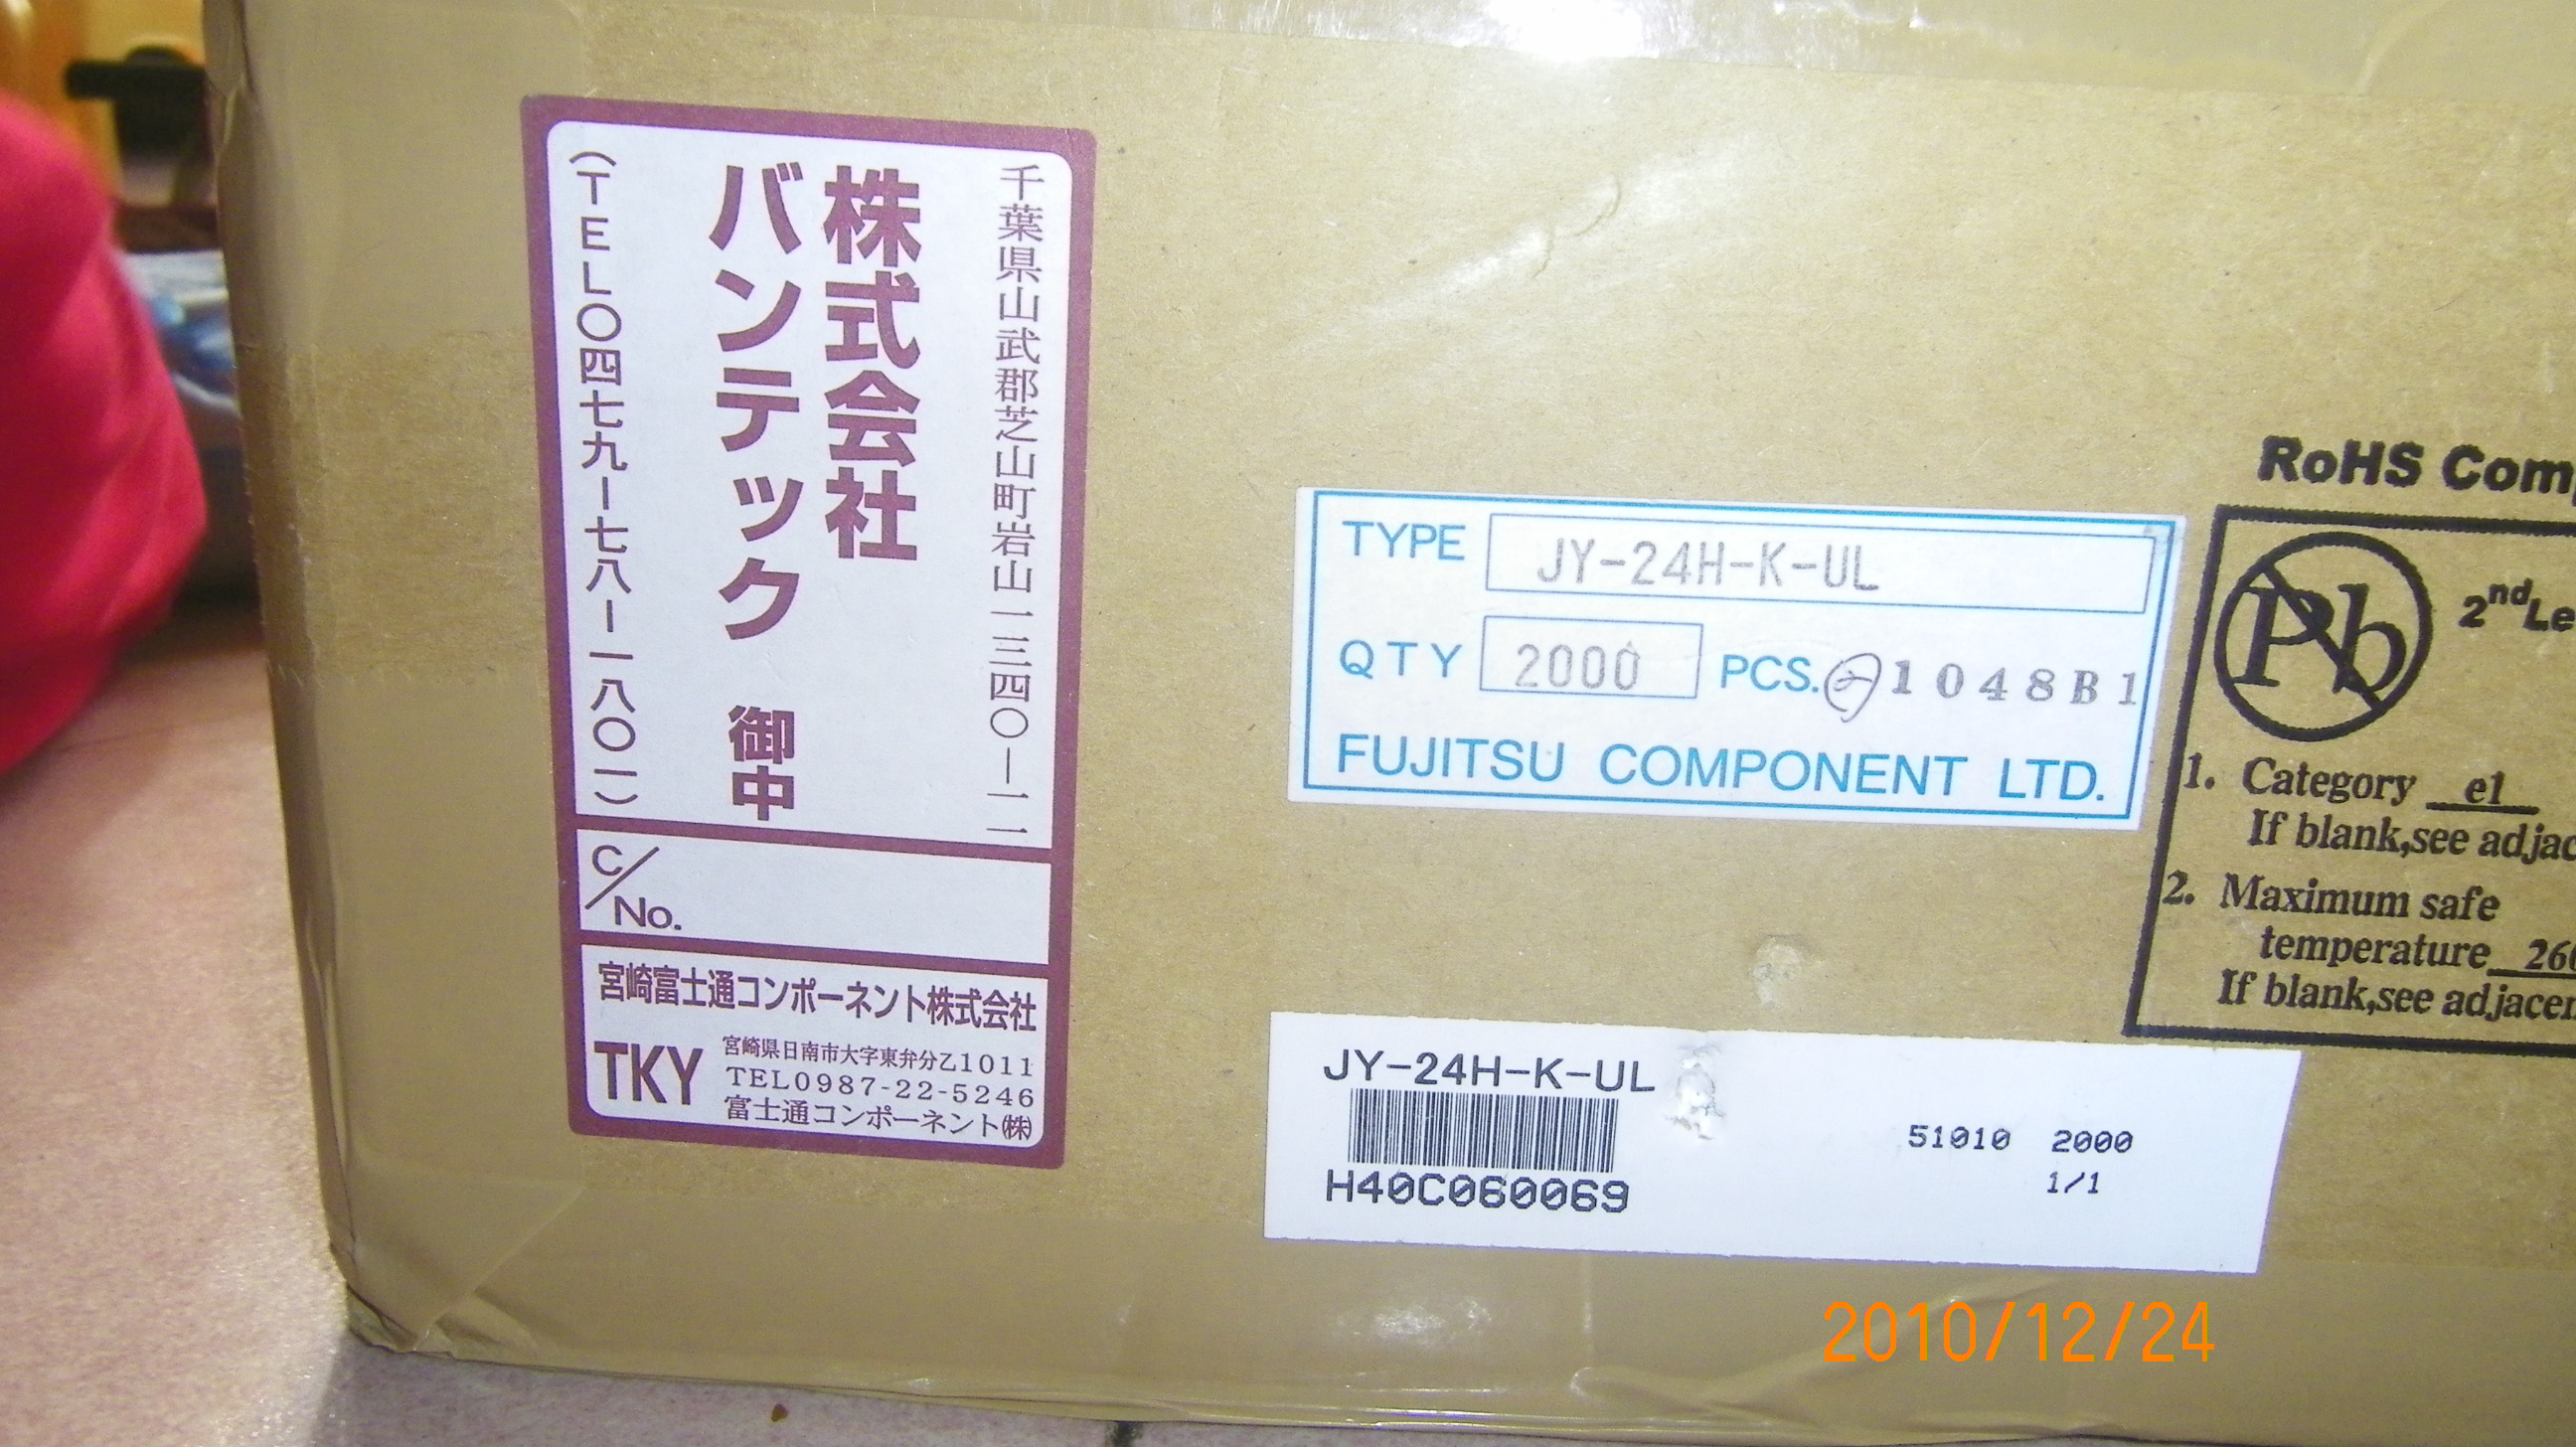 千葉県山武郡芝山町岩山一三四〇－一一
株式会社
バンテック 御中
(TEL〇四七九－七八－一八〇一)
C/No.
宮崎富士通コンポーネント株式会社
TKY
宮崎県日南市大字東弁分乙1011
TEL0987-22-5246
富士通コンポーネント㈱
TYPE JY-24H-K-UL
QTY 2000 PCS. 1048B1
FUJITSU COMPONENT LTD.
RoHS Com
Pb
2nd Le
1. Category e1
If blank,see adjac
2. Maximum safe
temperature 260
If blank,see adjacen
JY-24H-K-UL
H40C060069
51010 2000
1/1
2010/12/24